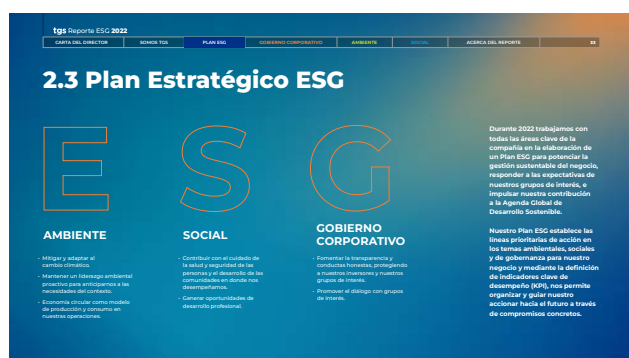 tgs Reporte ESG 2022
CARTA DEL DIRECTOR SOMOS TGS PLAN ESG GOBIERNO CORPORATIVO AMBIENTE SOCIAL ACERCA DEL REPORTE
2.3 Plan Estratégico ESG
E S G
AMBIENTE
- Mitigar y adaptar al
cambio climático.
- Mantener un liderazgo ambiental
proactivo para anticiparnos a las
necesidades del contexto.
- Economía circular como modelo
de producción y consumo en
nuestras operaciones.
SOCIAL
- Contribuir con el cuidado de
la salud y seguridad de las
personas y el desarrollo de las
comunidades en donde nos
desempeñamos.
- Generar oportunidades de
desarrollo profesional.
GOBIERNO
CORPORATIVO
- Fomentar la transparencia y
conductas honestas, protegiendo
a nuestros inversores y nuestros
grupos de interés.
- Promover el diálogo con grupos
de interés.
Durante 2022 trabajamos con
todas las áreas clave de la
compañía en la elaboración de
un Plan ESG para potenciar la
gestión sustentable del negocio,
responder a las expectativas de
nuestros grupos de interés, e
impulsar nuestra contribución
a la Agenda Global de
Desarrollo Sostenible.
Nuestro Plan ESG establece las
líneas prioritarias de acción en
los temas ambientales, sociales
y de gobernanza para nuestro
negocio y mediante la definición
de indicadores clave de
desempeño (KPI), nos permite
organizar y guiar nuestro
accionar hacia el futuro a través
de compromisos concretos.